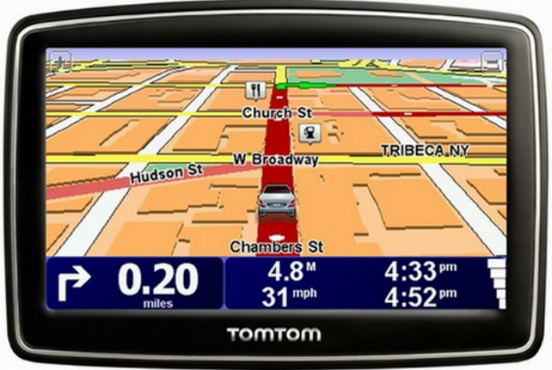 Church St
W Broadway
TRIBECA NY
Hudson St
Chambers St
0.20
miles
4.8M
31 mph
4:33 pm
4:52 pm
TOMTOM